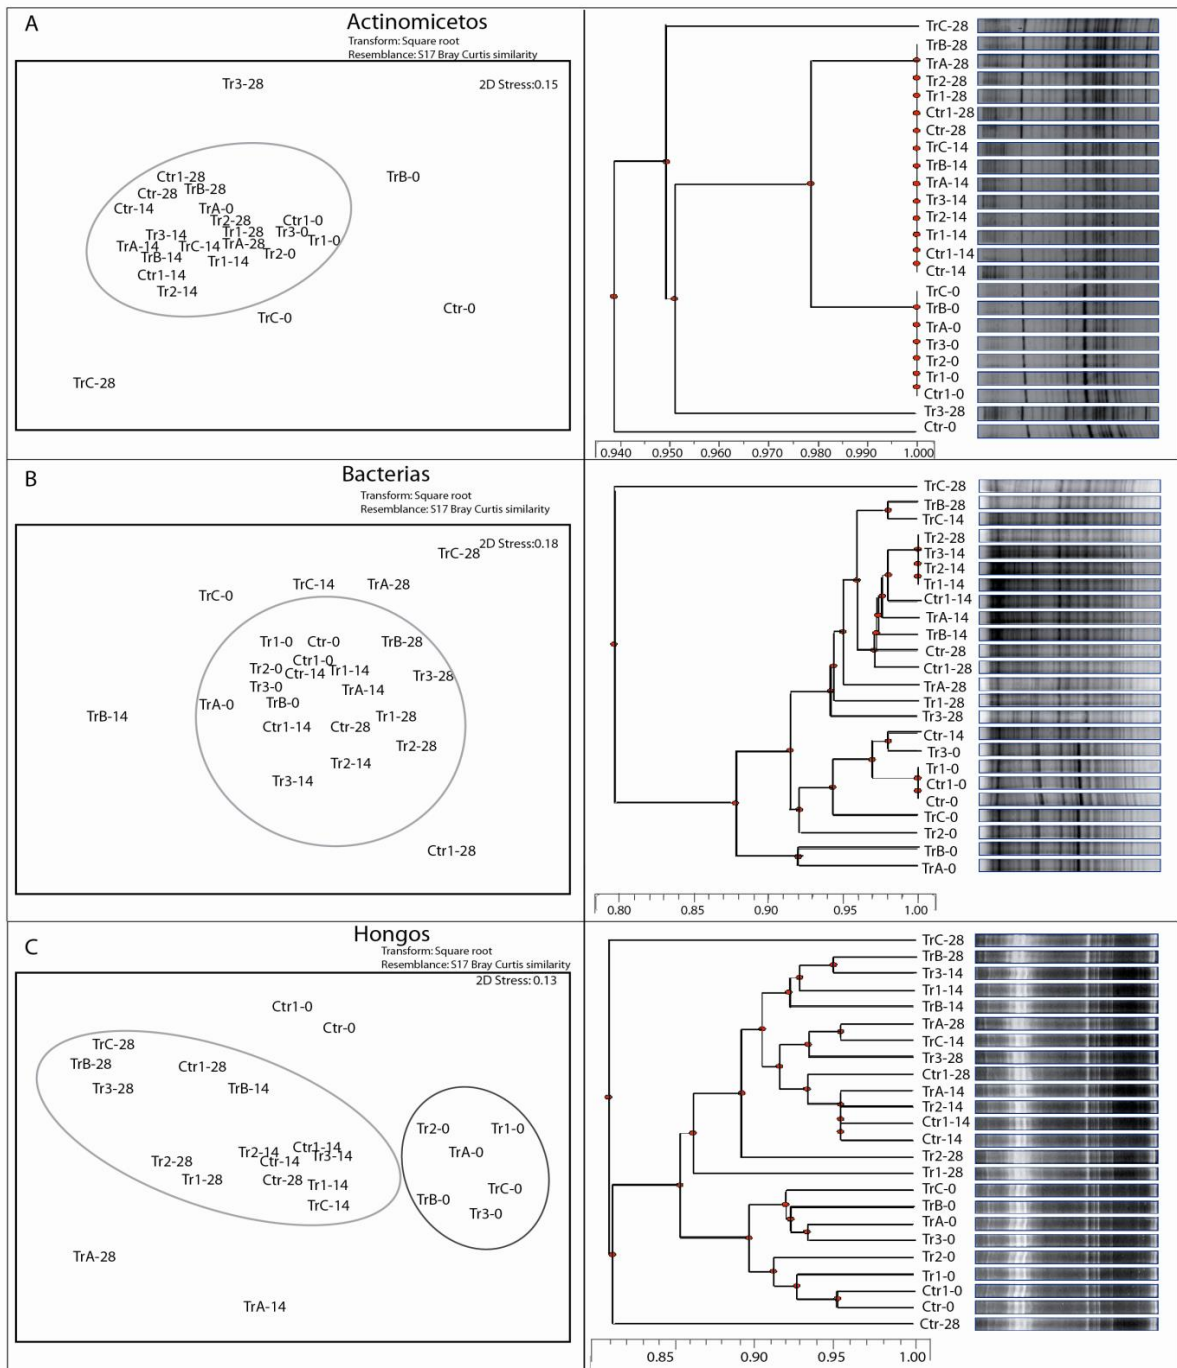 A
Actinomicetos
Transform: Square root
Resemblance: S17 Bray Curtis similarity
2D Stress:0.15
Tr3-28
TrB-0
Ctr1-28
TrB-28
Ctr-28
Ctr-14
TrA-0
Tr2-28
Ctr1-0
Tr3-14
Tr1-28
Tr3-0
TrA-14
TrC-14
TrA-28
Tr1-0
TrB-14
Tr1-14
Tr2-0
Ctr1-14
Tr2-14
Ctr-0
TrC-0
TrC-28
TrC-28
TrB-28
TrA-28
Tr2-28
Tr1-28
Ctr1-28
Ctr-28
TrC-14
TrB-14
TrA-14
Tr3-14
Tr2-14
Tr1-14
Ctr1-14
Ctr-14
TrC-0
TrB-0
TrA-0
Tr3-0
Tr2-0
Tr1-0
Ctr1-0
Tr3-28
Ctr-0
0.940 0.950 0.960 0.970 0.980 0.990 1.000
B
Bacterias
Transform: Square root
Resemblance: S17 Bray Curtis similarity
2D Stress:0.18
TrC-28
TrC-14 TrA-28
TrC-0
Tr1-0 Ctr-0 TrB-28
Ctr1-0
Tr2-0 Ctr-14 Tr1-14 Tr3-28
Tr3-0 TrA-14
TrA-0 TrB-0
TrB-14 Tr1-28
Ctr1-14 Ctr-28
Tr2-28
Tr2-14
Tr3-14
Ctr1-28
TrC-28
TrB-28
TrC-14
Tr2-28
Tr3-14
Tr2-14
Tr1-14
Ctr1-14
TrA-14
TrB-14
Ctr-28
Ctr1-28
TrA-28
Tr1-28
Tr3-28
Ctr-14
Tr3-0
Tr1-0
Ctr1-0
Ctr-0
TrC-0
Tr2-0
TrB-0
TrA-0
0.80 0.85 0.90 0.95 1.00
C
Hongos
Transform: Square root
Resemblance: S17 Bray Curtis similarity
2D Stress: 0.13
Ctr1-0
Ctr-0
TrC-28
TrB-28 Ctr1-28
Tr3-28 TrB-14
Tr2-0 Tr1-0
Tr2-14 Ctr1-14 TrA-0
Tr2-28 Ctr-14 Tr3-14
Tr1-28 Ctr-28 Tr1-14 TrC-0
TrC-14 TrB-0
Tr3-0
TrA-28
TrA-14
TrC-28
TrB-28
Tr3-14
Tr1-14
TrB-14
TrA-28
TrC-14
Tr3-28
Ctr1-28
TrA-14
Tr2-14
Ctr1-14
Ctr-14
Tr2-28
Tr1-28
TrC-0
TrB-0
TrA-0
Tr3-0
Tr2-0
Tr1-0
Ctr1-0
Ctr-0
Ctr-28
0.85 0.90 0.95 1.00